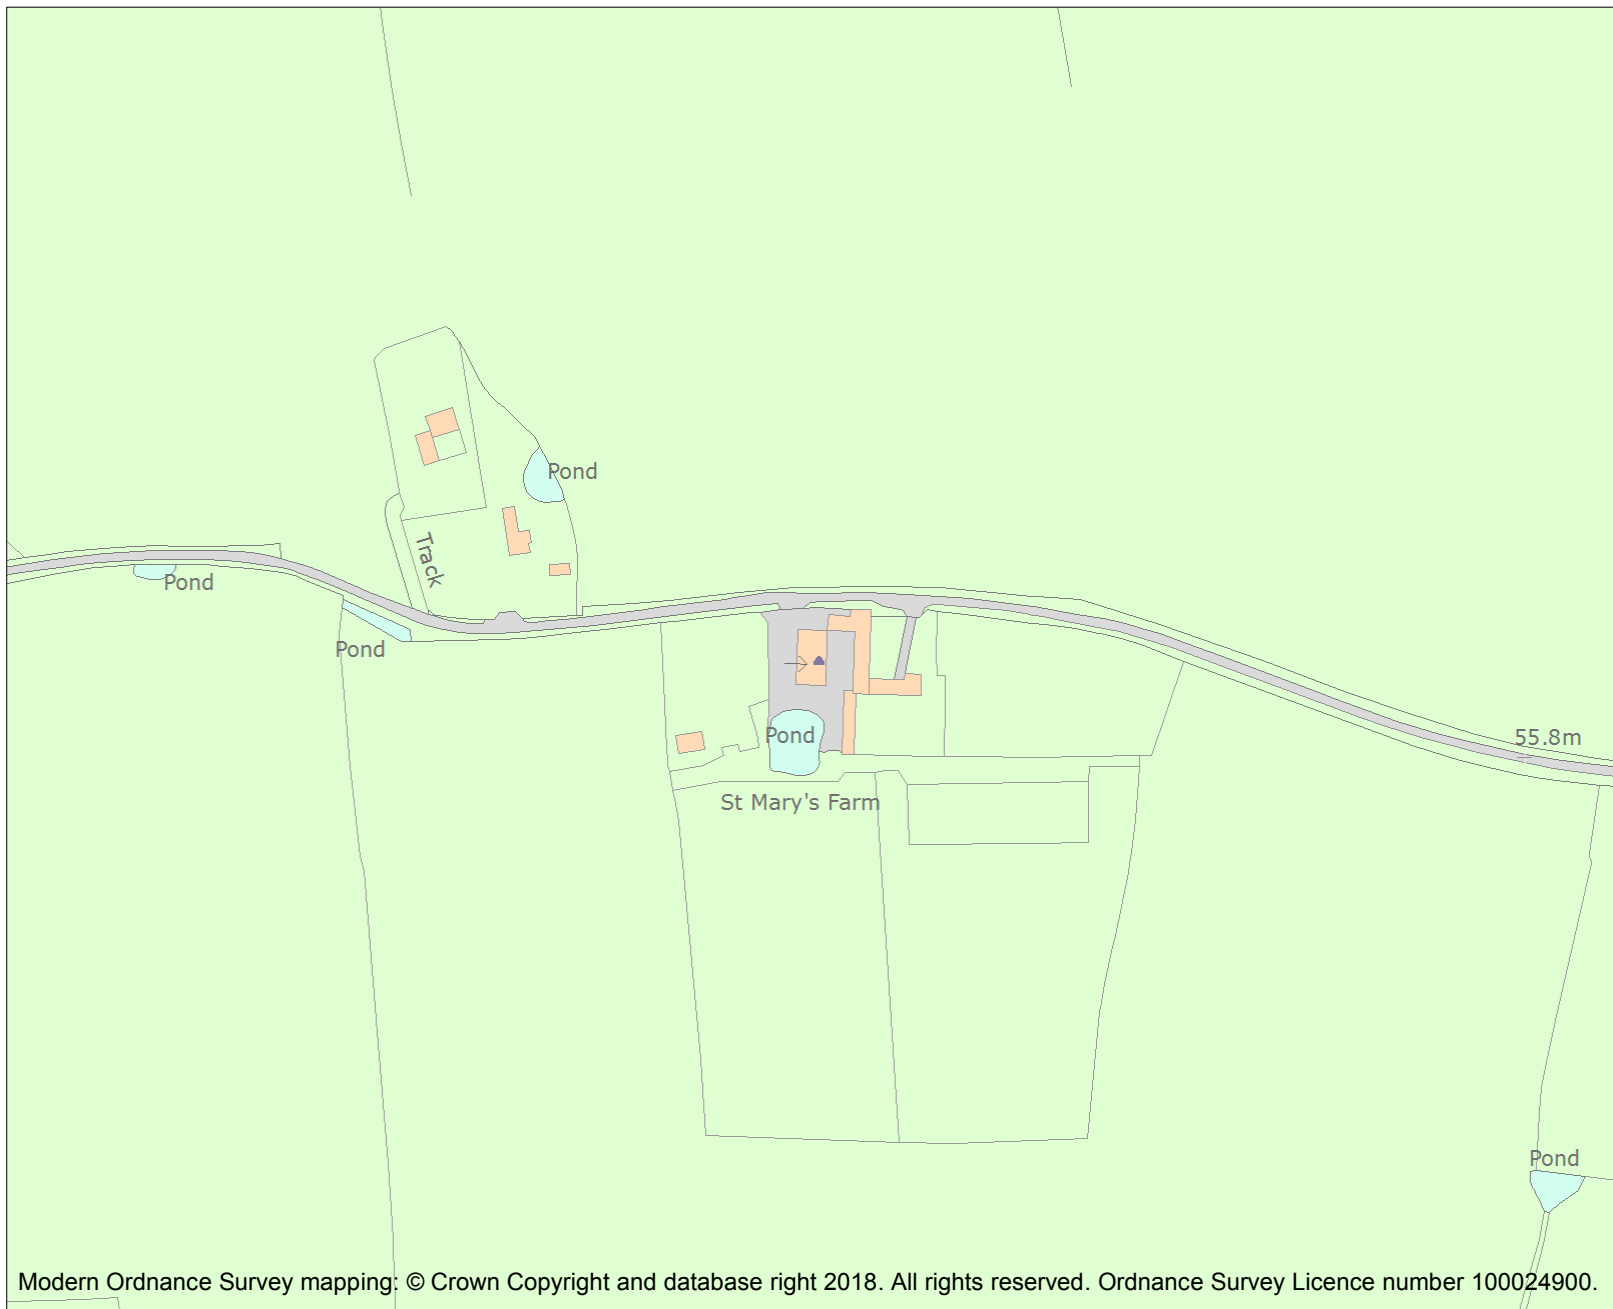 Pond
Track
Pond
Pond
Pond
55.8m
St Mary's Farm
Pond
Modern Ordnance Survey mapping: © Crown Copyright and database right 2018. All rights reserved. Ordnance Survey Licence number 100024900.